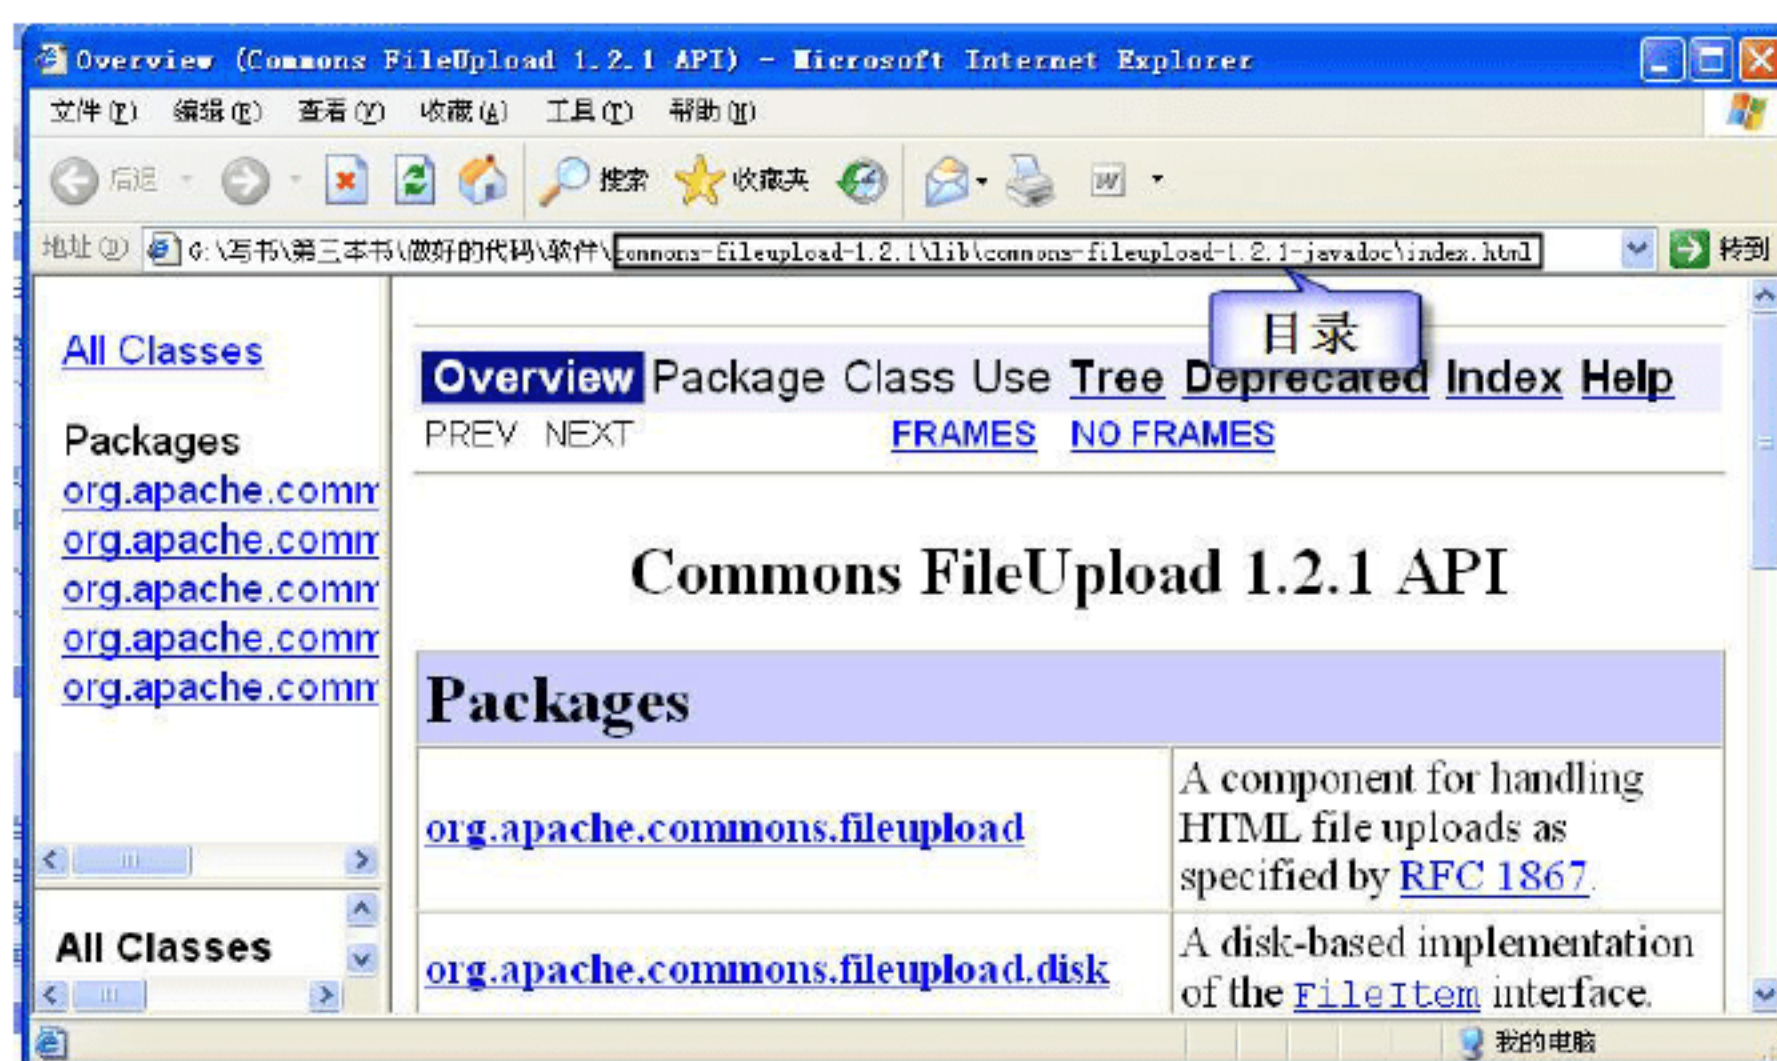 Overview (Commons FileUpload 1.2.1 API) - Microsoft Internet Explorer
文件(F) 编辑(E) 查看(V) 收藏(A) 工具(T) 帮助(H)
后退 搜索 收藏夹
地址(D) G:\写书\第三本书\做好的代码\软件\commons-fileupload-1.2.1\lib\commons-fileupload-1.2.1-javadoc\index.html 转到
目录
All Classes
Packages
org.apache.comm
org.apache.comm
org.apache.comm
org.apache.comm
org.apache.comm
All Classes
Overview Package Class Use Tree Deprecated Index Help
PREV NEXT FRAMES NO FRAMES
Commons FileUpload 1.2.1 API
Packages
org.apache.commons.fileupload
A component for handling
HTML file uploads as
specified by RFC 1867.
org.apache.commons.fileupload.disk
A disk-based implementation
of the FileItem interface.
我的电脑